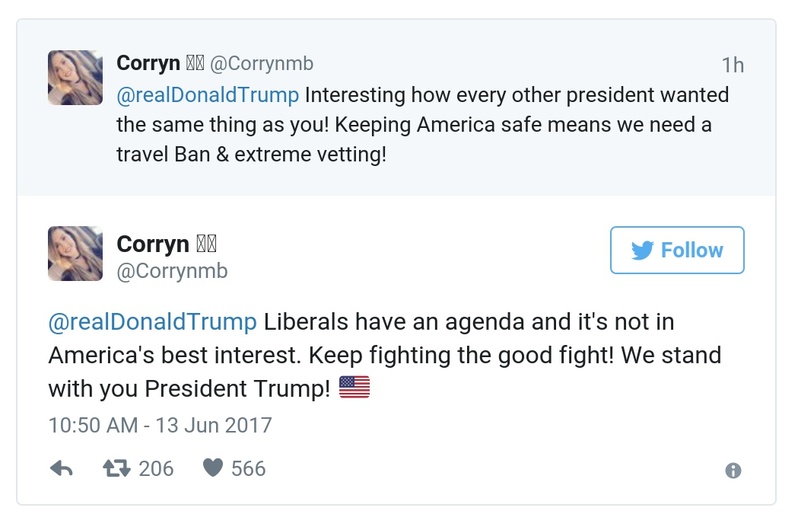 Corryn @Corrynmb 1h
@realDonaldTrump Interesting how every other president wanted
the same thing as you! Keeping America safe means we need a
travel Ban & extreme vetting!
Corryn
Follow
@Corrynmb
@realDonaldTrump Liberals have an agenda and it's not in
America's best interest. Keep fighting the good fight! We stand
with you President Trump! 🇺🇸
10:50 AM - 13 Jun 2017
206 566